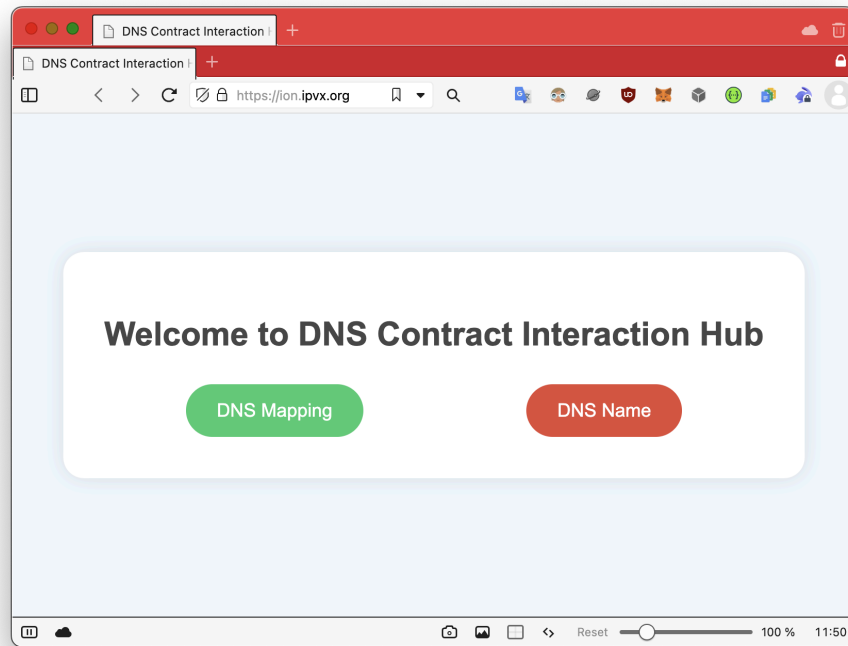 DNS Contract Interaction H
DNS Contract Interaction H
https://ion.ipvx.org
Welcome to DNS Contract Interaction Hub
DNS Mapping
DNS Name
Reset
100 %
11:50